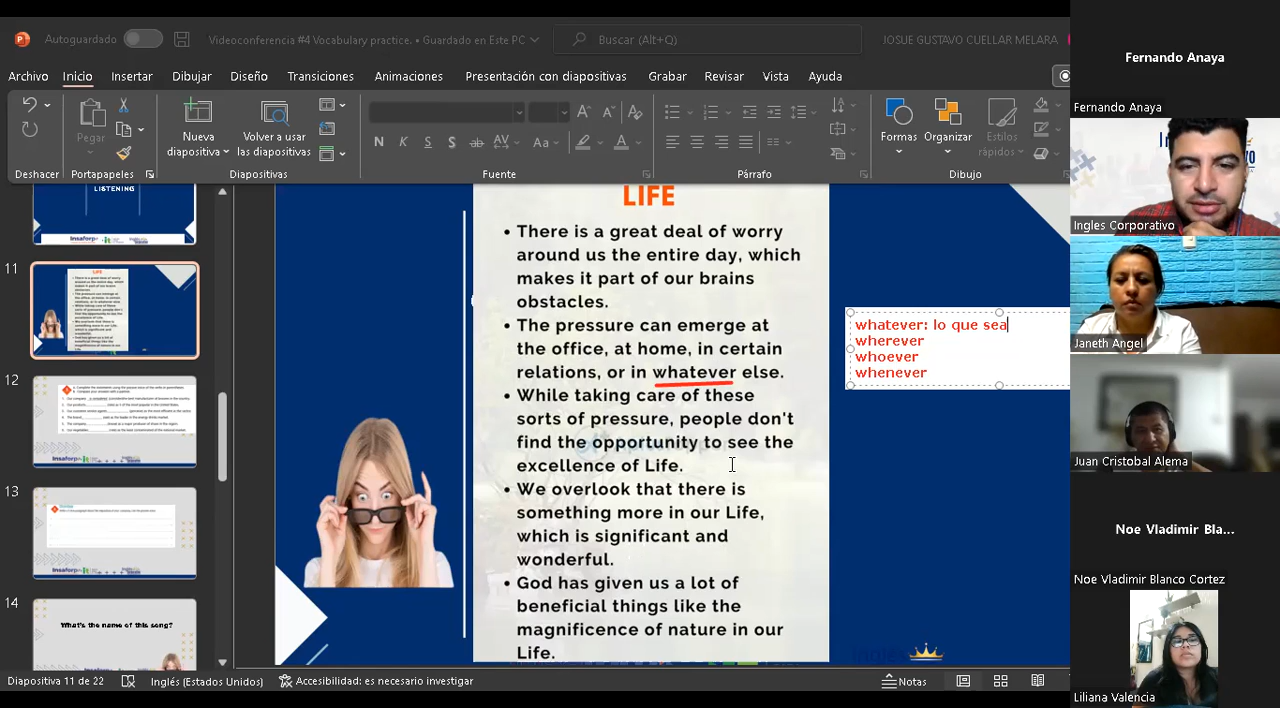 Autoguardado
Videoconferencia #4 Vocabulary practice. • Guardado en Este PC
Buscar (Alt+Q)
JOSUE GUSTAVO CUELLAR MELARA
Archivo Inicio Insertar Dibujar Diseño Transiciones Animaciones Presentación con diapositivas Grabar Revisar Vista Ayuda
Pegar
Nueva
diapositiva
Volver a usar
las diapositivas
N K S S ab AV Aa A
Formas
Organizar
Estilos
rápidos
Deshacer Portapapeles Diapositivas Fuente Párrafo Dibujo
LISTENING
Insaforp
11
12
13
14
What's the name of this song?
LIFE
• There is a great deal of worry
around us the entire day, which
makes it part of our brains
obstacles.
• The pressure can emerge at
the office, at home, in certain
relations, or in whatever else.
• While taking care of these
sorts of pressure, people don't
find the opportunity to see the
excellence of Life.
• We overlook that there is
something more in our Life,
which is significant and
wonderful.
• God has given us a lot of
beneficial things like the
magnificence of nature in our
Life.
whatever: lo que sea
wherever
whoever
whenever
Diapositiva 11 de 22
Inglés (Estados Unidos)
Accesibilidad: es necesario investigar
Notas
Fernando Anaya
Fernando Anaya
Ingles Corporativo
Janeth Angel
Juan Cristobal Alema
Noe Vladimir Bla...
Noe Vladimir Blanco Cortez
Liliana Valencia